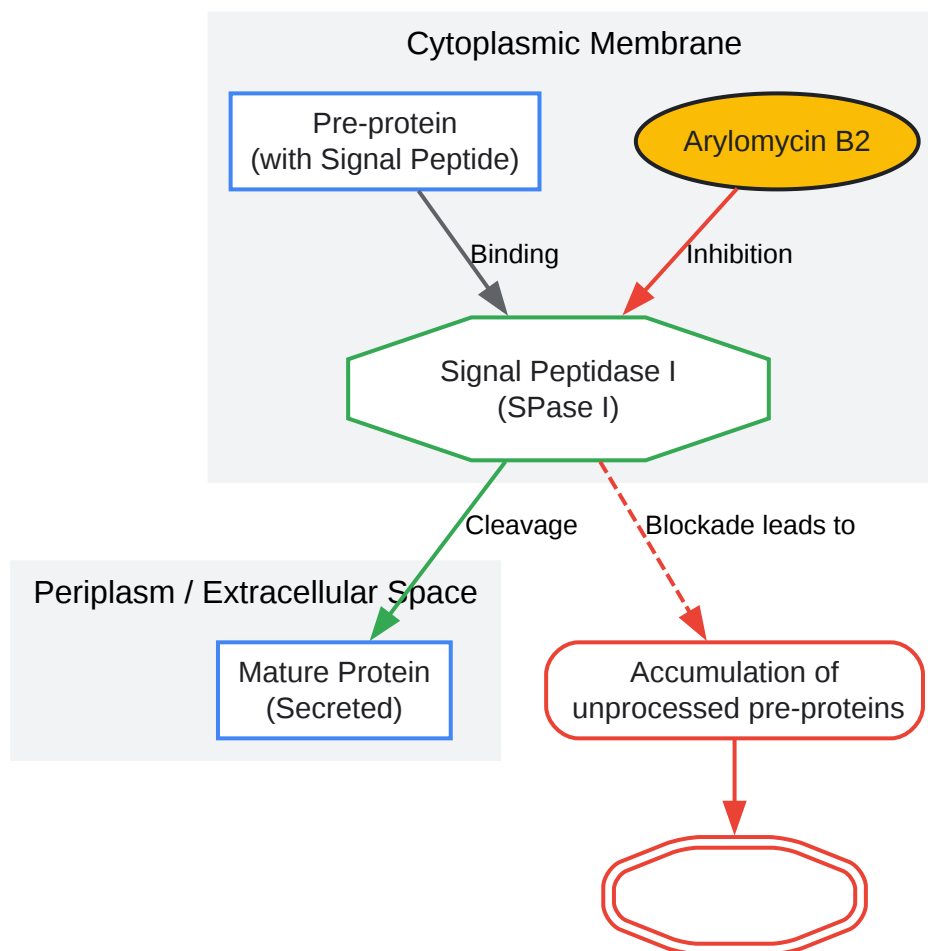 Cytoplasmic Membrane
Pre-protein
(with Signal Peptide)
Arylomycin B2
Binding
Inhibition
Signal Peptidase I
(SPase I)
Cleavage
Blockade leads to
Periplasm / Extracellular Space
Mature Protein
(Secreted)
Accumulation of
unprocessed pre-proteins